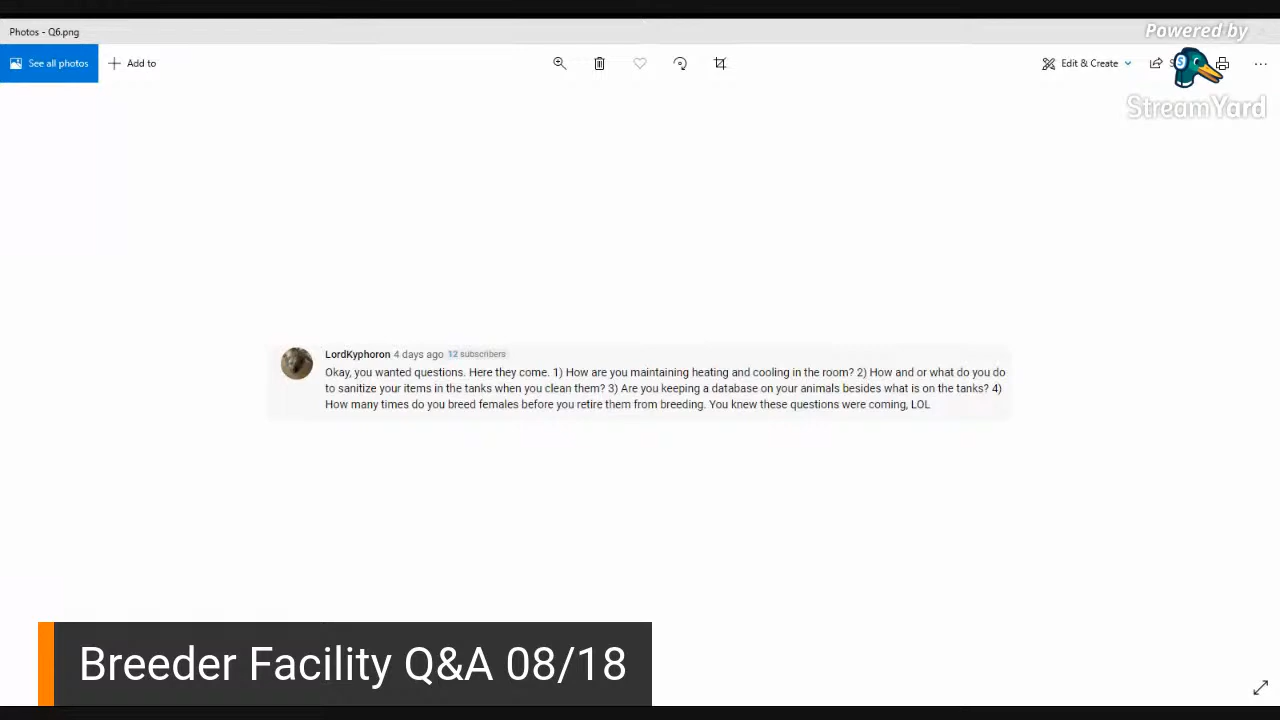 Photos - Q6.png
Powered by
See all photos
Add to
Edit & Create
StreamYard
LordKyphoron 4 days ago 12 subscribers
Okay, you wanted questions. Here they come. 1) How are you maintaining heating and cooling in the room? 2) How and or what do you do
to sanitize your items in the tanks when you clean them? 3) Are you keeping a database on your animals besides what is on the tanks? 4)
How many times do you breed females before you retire them from breeding. You knew these questions were coming, LOL
Breeder Facility Q&A 08/18